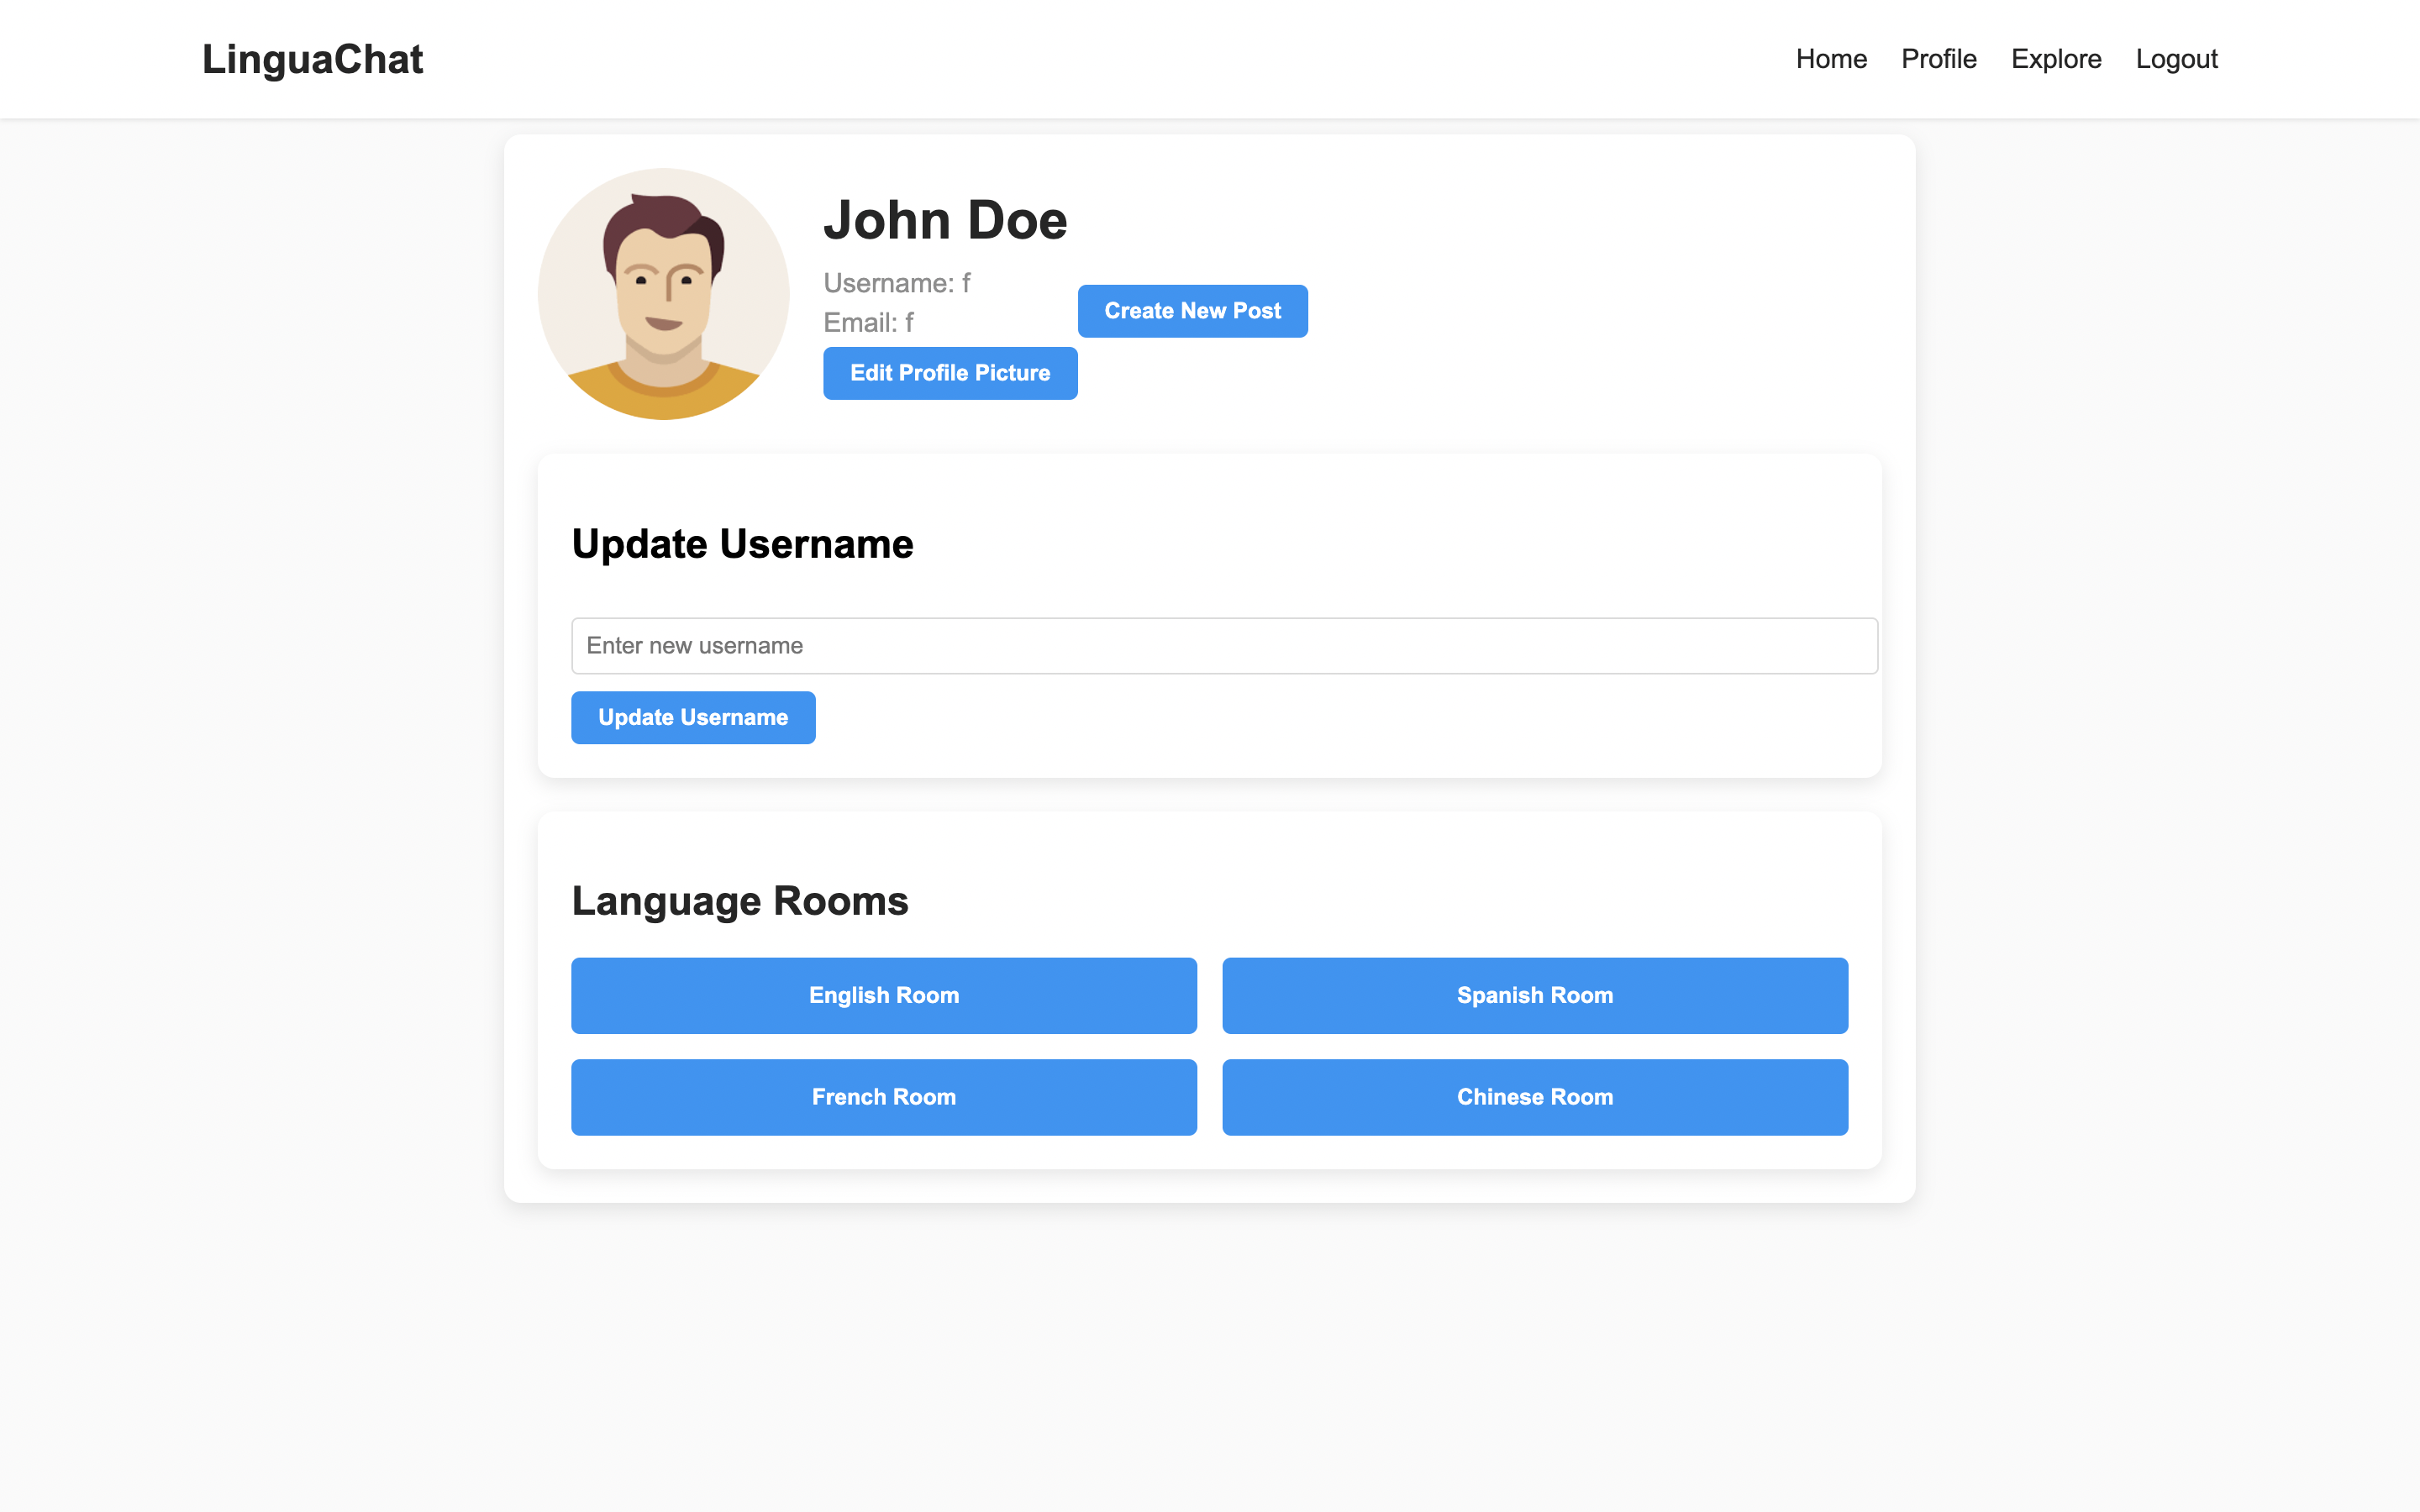 LinguaChat
Home Profile Explore Logout
John Doe
Username: f
Email: f
Create New Post
Edit Profile Picture
Update Username
Enter new username
Update Username
Language Rooms
English Room
Spanish Room
French Room
Chinese Room